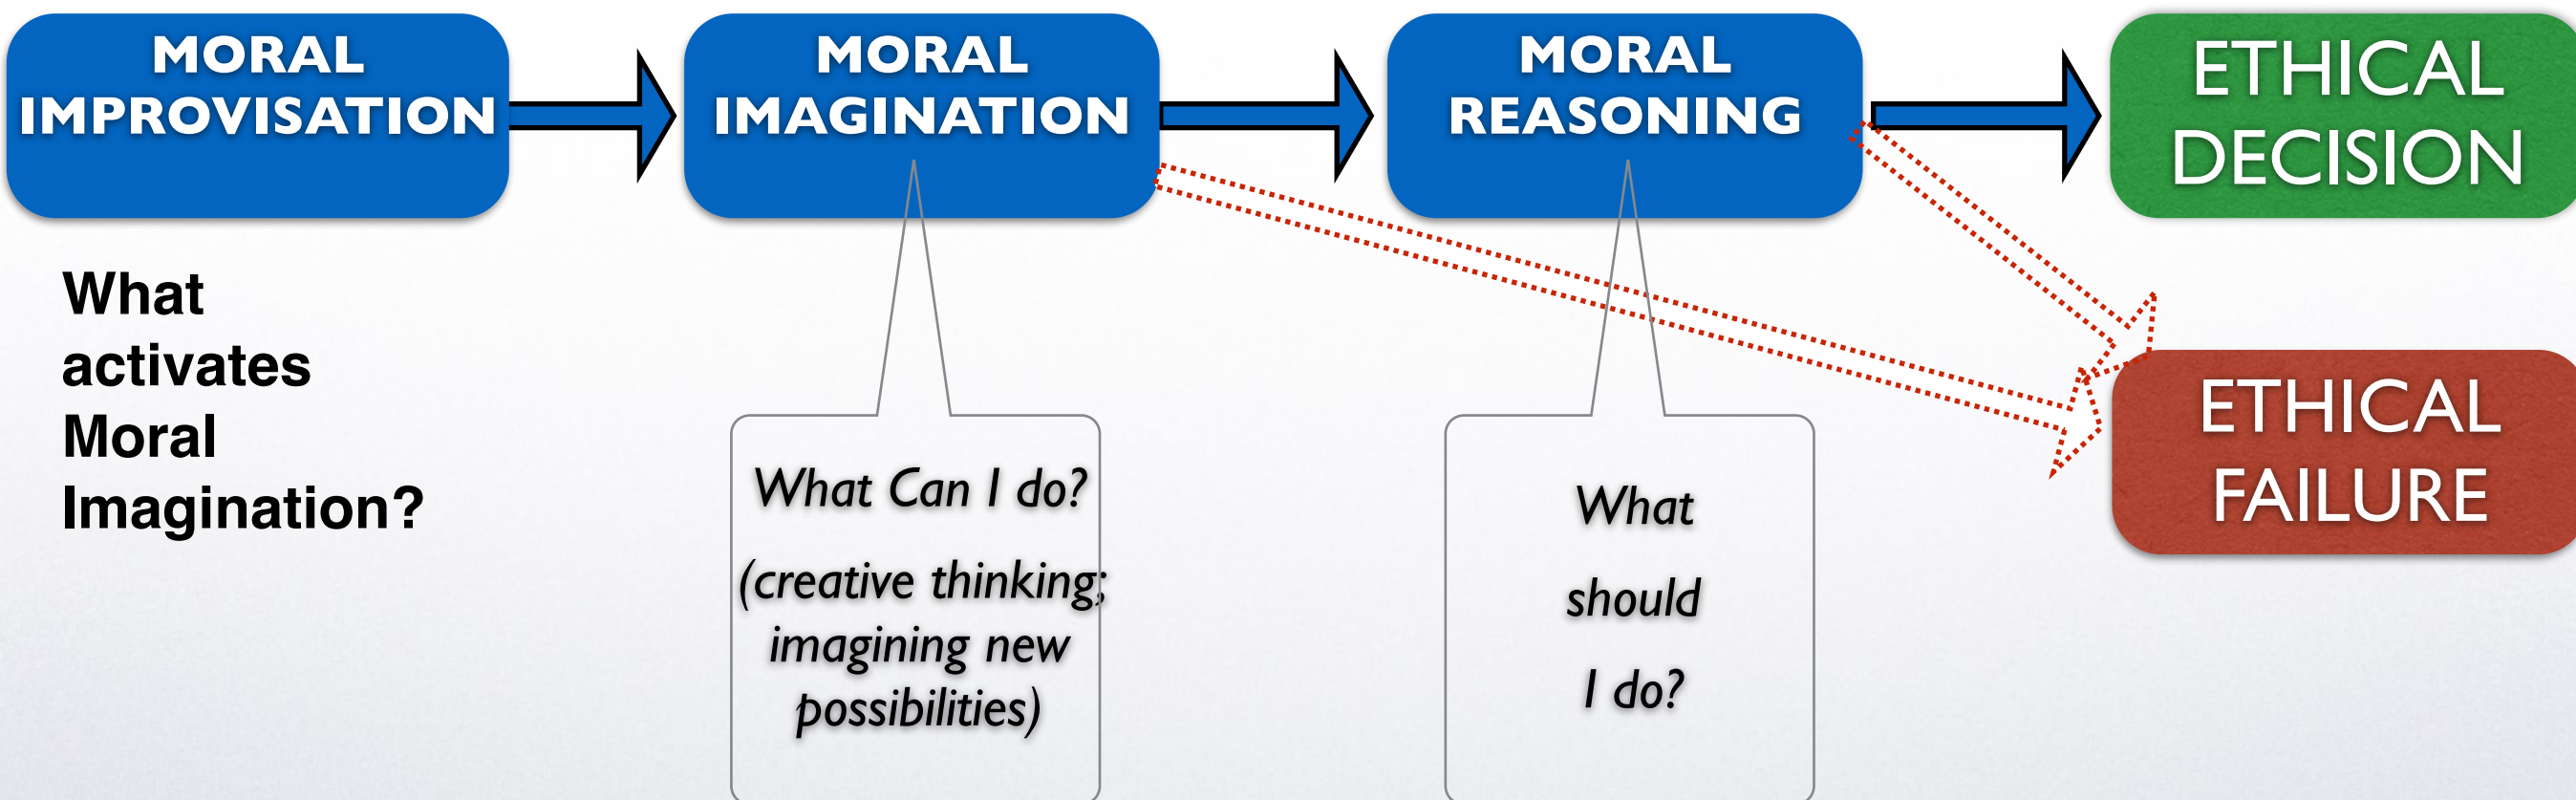 MORAL
IMPROVISATION
MORAL
IMAGINATION
MORAL
REASONING
ETHICAL
DECISION
What
activates
Moral
Imagination?
What Can I do?
(creative thinking;
imagining new
possibilities)
What
should
I do?
ETHICAL
FAILURE